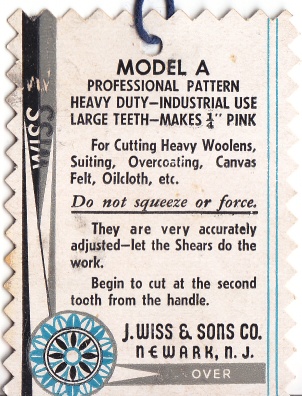 MODEL A
PROFESSIONAL PATTERN
HEAVY DUTY—INDUSTRIAL USE
LARGE TEETH—MAKES ¼" PINK
For Cutting Heavy Woolens,
Suiting, Overcoating, Canvas
Felt, Oilcloth, etc.
Do not squeeze or force.
They are very accurately
adjusted—let the Shears do the
work.
Begin to cut at the second
tooth from the handle.
WISS
J. WISS & SONS CO.
NEWARK, N. J.
OVER